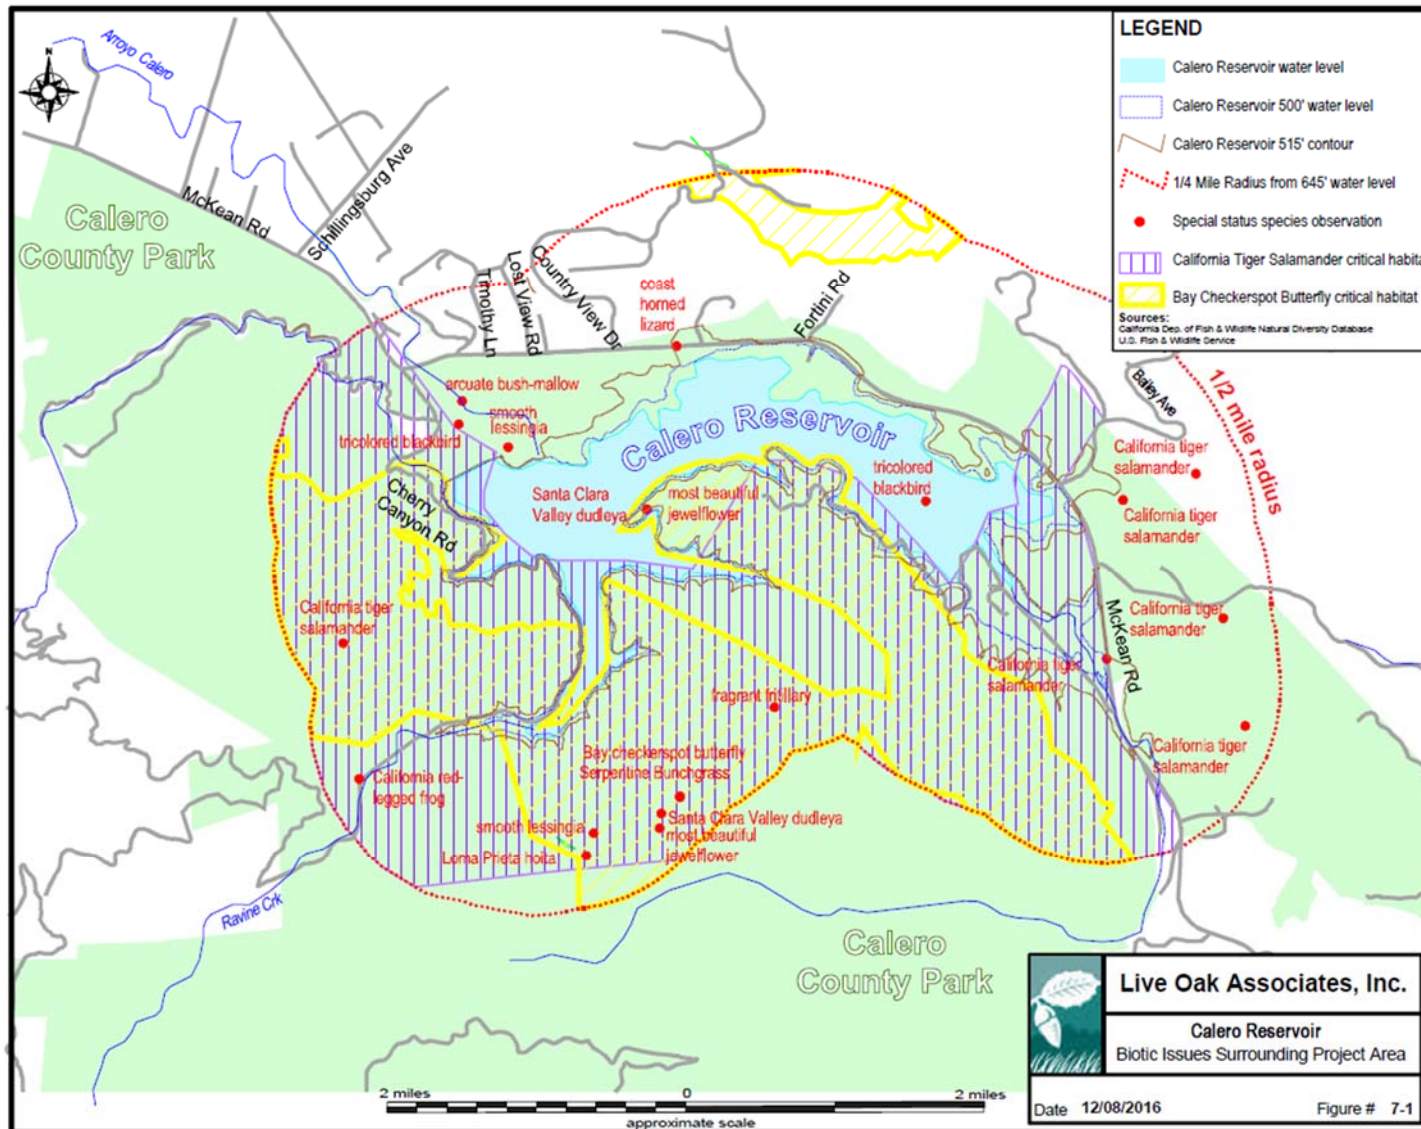 LEGEND
Calero Reservoir water level
Calero Reservoir 500' water level
Calero Reservoir 515' contour
1/4 Mile Radius from 645' water level
Special status species observation
California Tiger Salamander critical habita
Bay Checkerspot Butterfly critical habitat
Sources:
California Dep. of Fish & Wildlife Natural Diversity Database
U.S. Fish & Wildlife Service
N
Arroyo Calero
McKean Rd
Schillingsburg Ave
Calero
County Park
Timothy Ln
Lost View Rd
Country View Dr
coast
horned
lizard
Fortini Rd
Bailey Ave
1/2 mile radius
arcuate bush-mallow
smooth
lessingia
tricolored blackbird
Calero Reservoir
Cherry
Canyon Rd
Santa Clara
Valley dudleya
most beautiful
jewelflower
tricolored
blackbird
California tiger
salamander
California tiger
salamander
California tiger
salamander
California tiger
salamander
McKean Rd
California tiger
salamander
California tiger
salamander
fragrant fritillary
Bay checkerspot butterfly
Serpentine Bunchgrass
California red-
legged frog
smooth lessingia
Santa Clara Valley dudleya
most beautiful
jewelflower
Loma Prieta hoita
Ravine Crk
Calero
County Park
2 miles
0
2 miles
approximate scale
Live Oak Associates, Inc.
Calero Reservoir
Biotic Issues Surrounding Project Area
Date 12/08/2016
Figure # 7-1